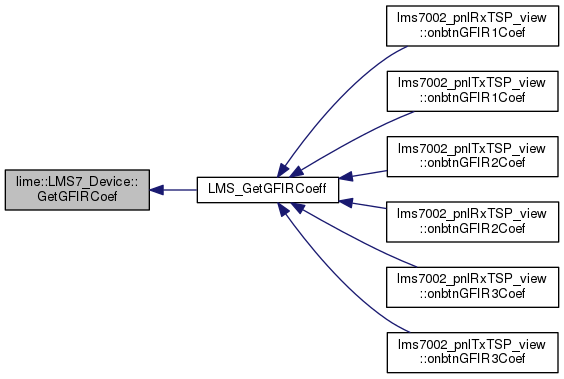 lime::LMS7_Device::
GetGFIRCoef
LMS_GetGFIRCoeff
lms7002_pnlRxTSP_view
::onbtnGFIR1Coef
lms7002_pnlTxTSP_view
::onbtnGFIR1Coef
lms7002_pnlTxTSP_view
::onbtnGFIR2Coef
lms7002_pnlRxTSP_view
::onbtnGFIR2Coef
lms7002_pnlRxTSP_view
::onbtnGFIR3Coef
lms7002_pnlTxTSP_view
::onbtnGFIR3Coef